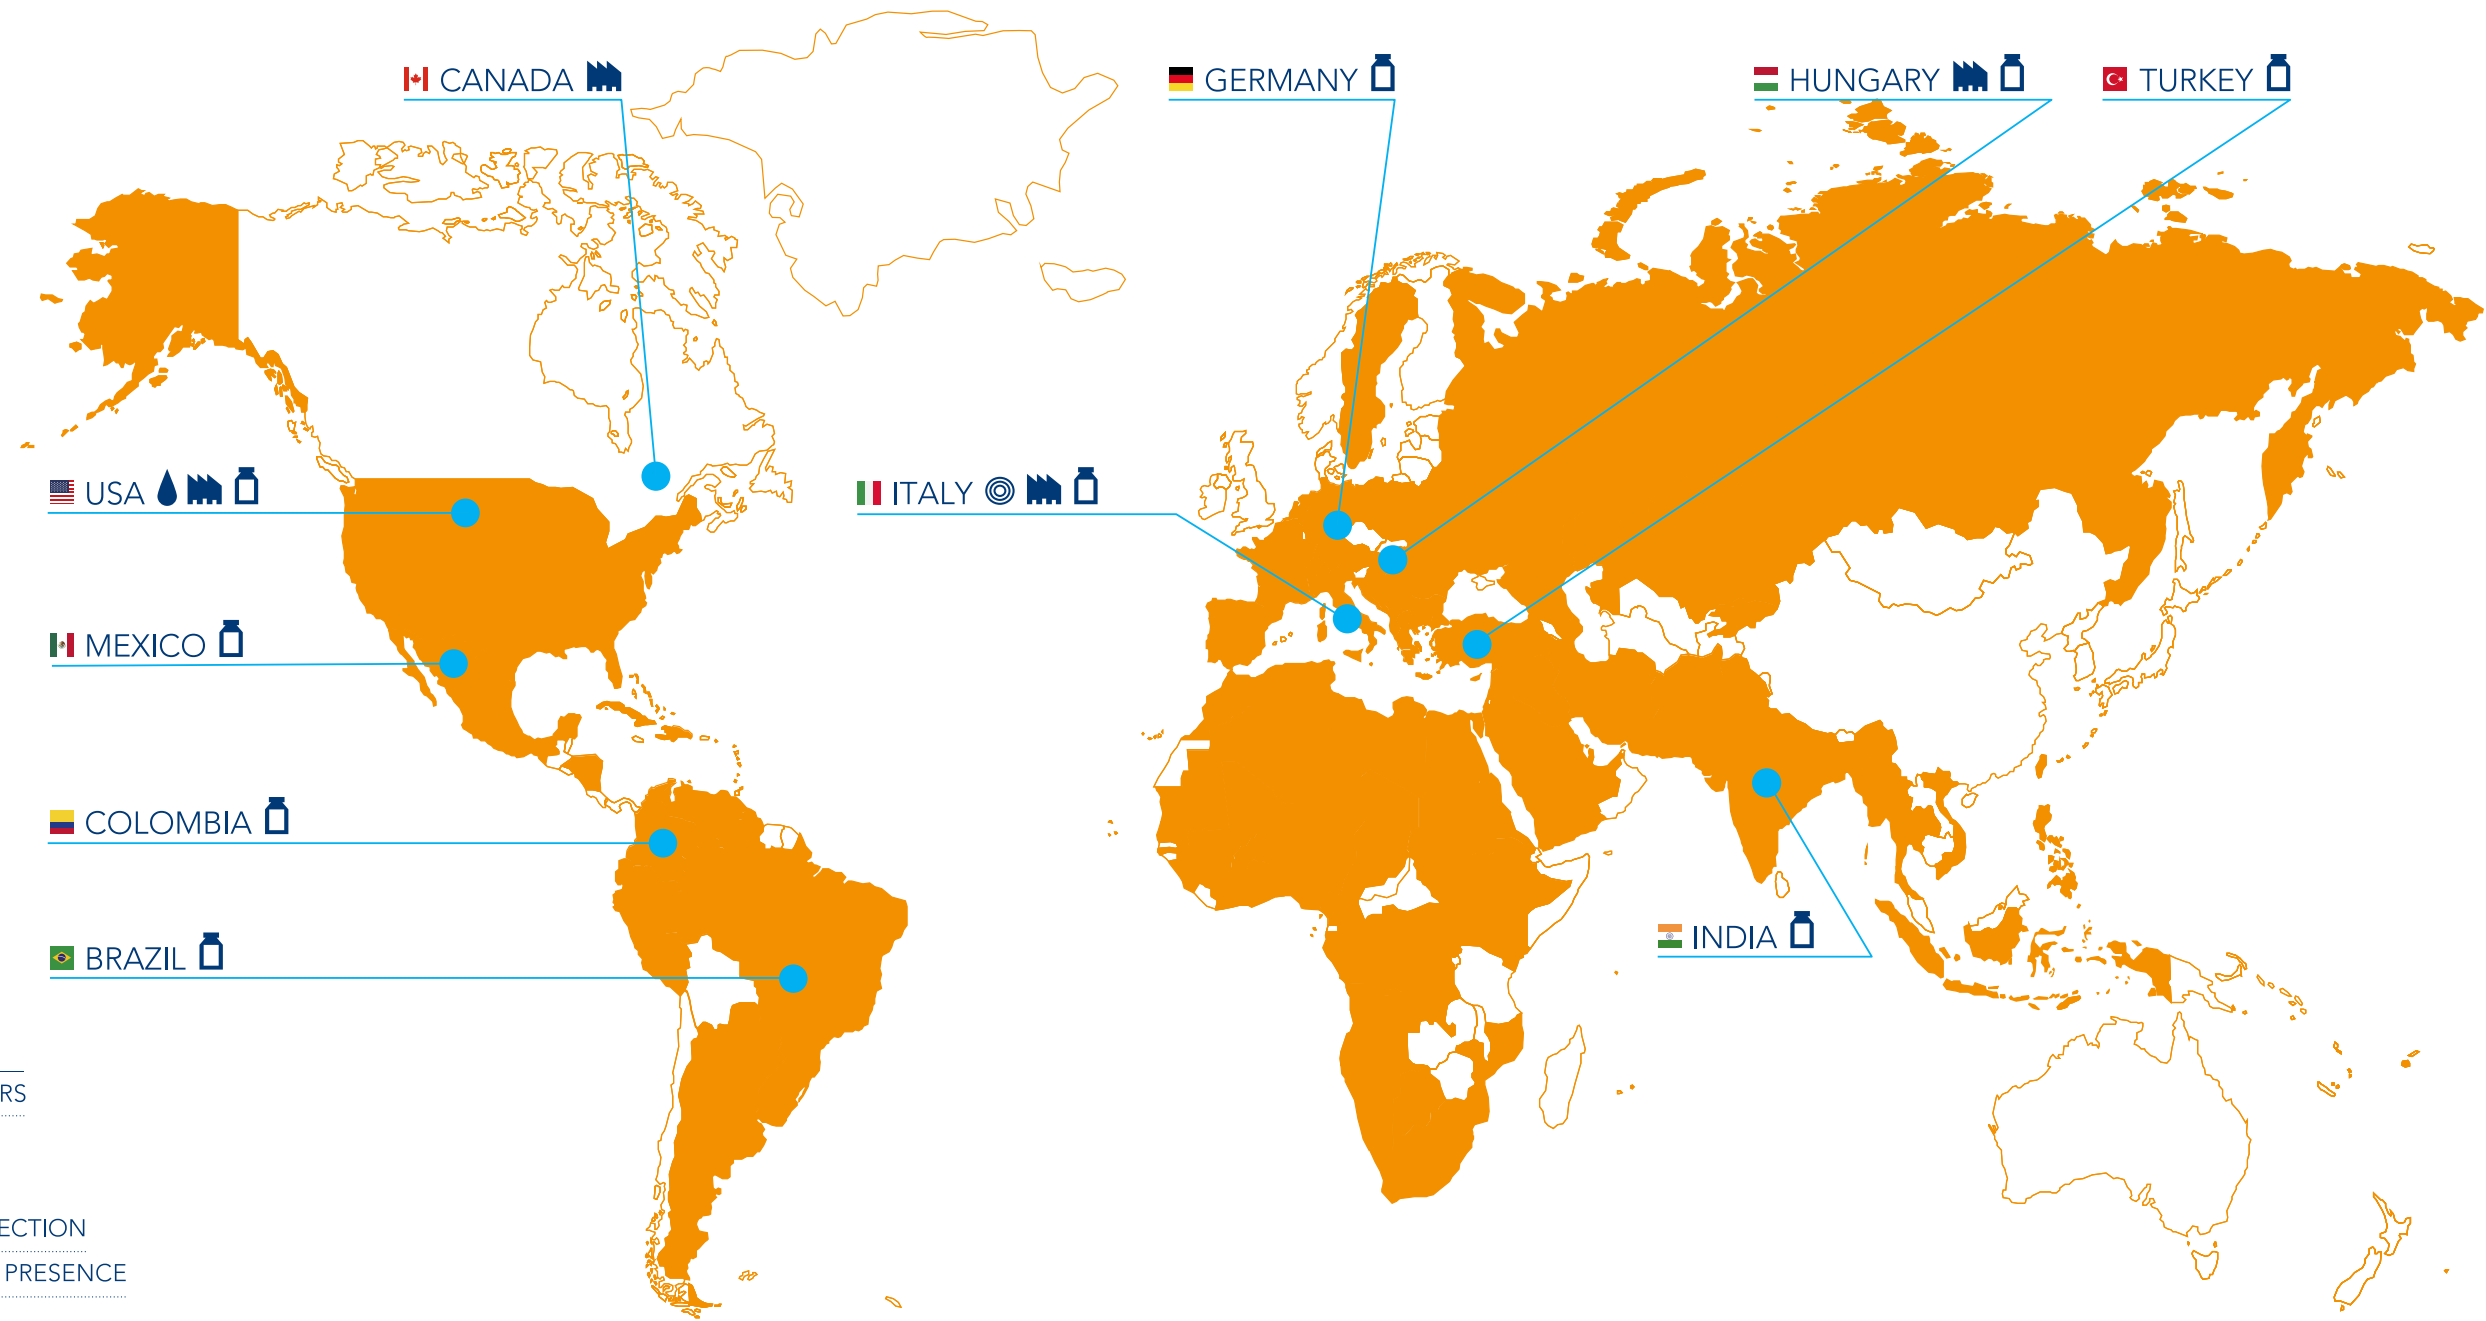 CANADA
GERMANY
HUNGARY
TURKEY
USA
ITALY
MEXICO
COLOMBIA
BRAZIL
INDIA
RS
ECTION
PRESENCE